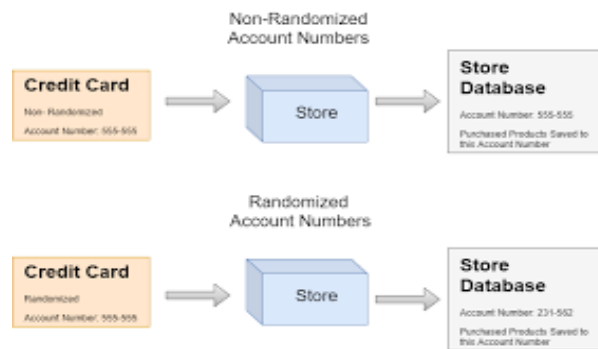 Non-Randomized
Account Numbers
Credit Card
Non- Randomized
Account Number: 555-555
Store
Store
Database
Account Number: 555-555
Purchased Products Saved to
this Account Number
Randomized
Account Numbers
Credit Card
Randomized
Account Number: 555-555
Store
Store
Database
Account Number: 231-562
Purchased Products Saved to
this Account Number